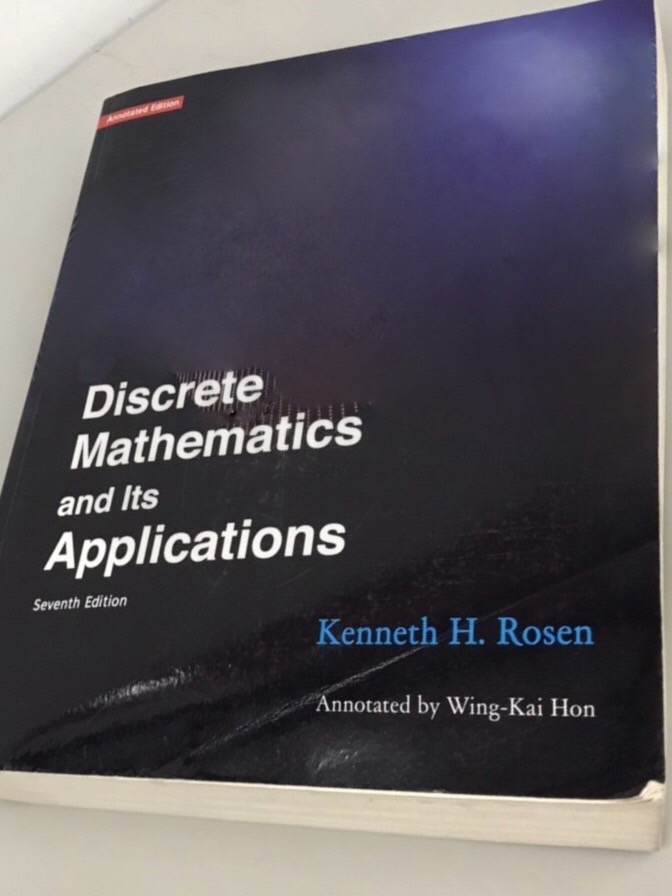 Annotated Edition
Discrete
Mathematics
and Its
Applications
Seventh Edition
Kenneth H. Rosen
Annotated by Wing-Kai Hon